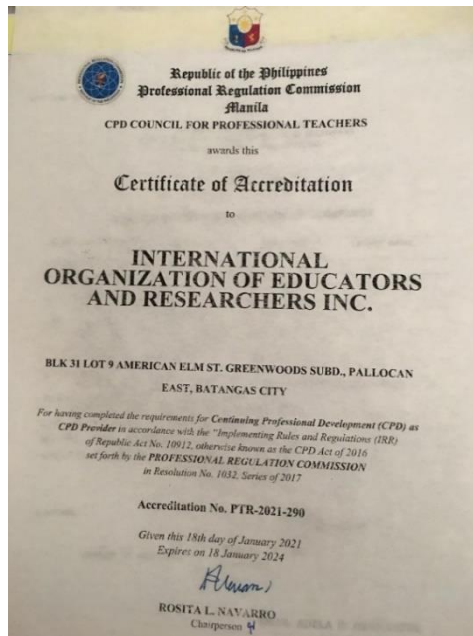 Republic of the Philippines
Professional Regulation Commission
Manila
CPD COUNCIL FOR PROFESSIONAL TEACHERS
awards this
Certificate of Accreditation
to
INTERNATIONAL
ORGANIZATION OF EDUCATORS
AND RESEARCHERS INC.
BLK 31 LOT 9 AMERICAN ELM ST. GREENWOODS SUBD., PALLOCAN
EAST, BATANGAS CITY
For having completed the requirements for Continuing Professional Development (CPD) as
CPD Provider in accordance with the "Implementing Rules and Regulations (IRR)
of Republic Act No. 10912, otherwise known as the CPD Act of 2016
set forth by the PROFESSIONAL REGULATION COMMISSION
in Resolution No. 1032, Series of 2017
Accreditation No. PTR-2021-290
Given this 18th day of January 2021
Expires on 18 January 2024
ROSITA L. NAVARRO
Chairperson